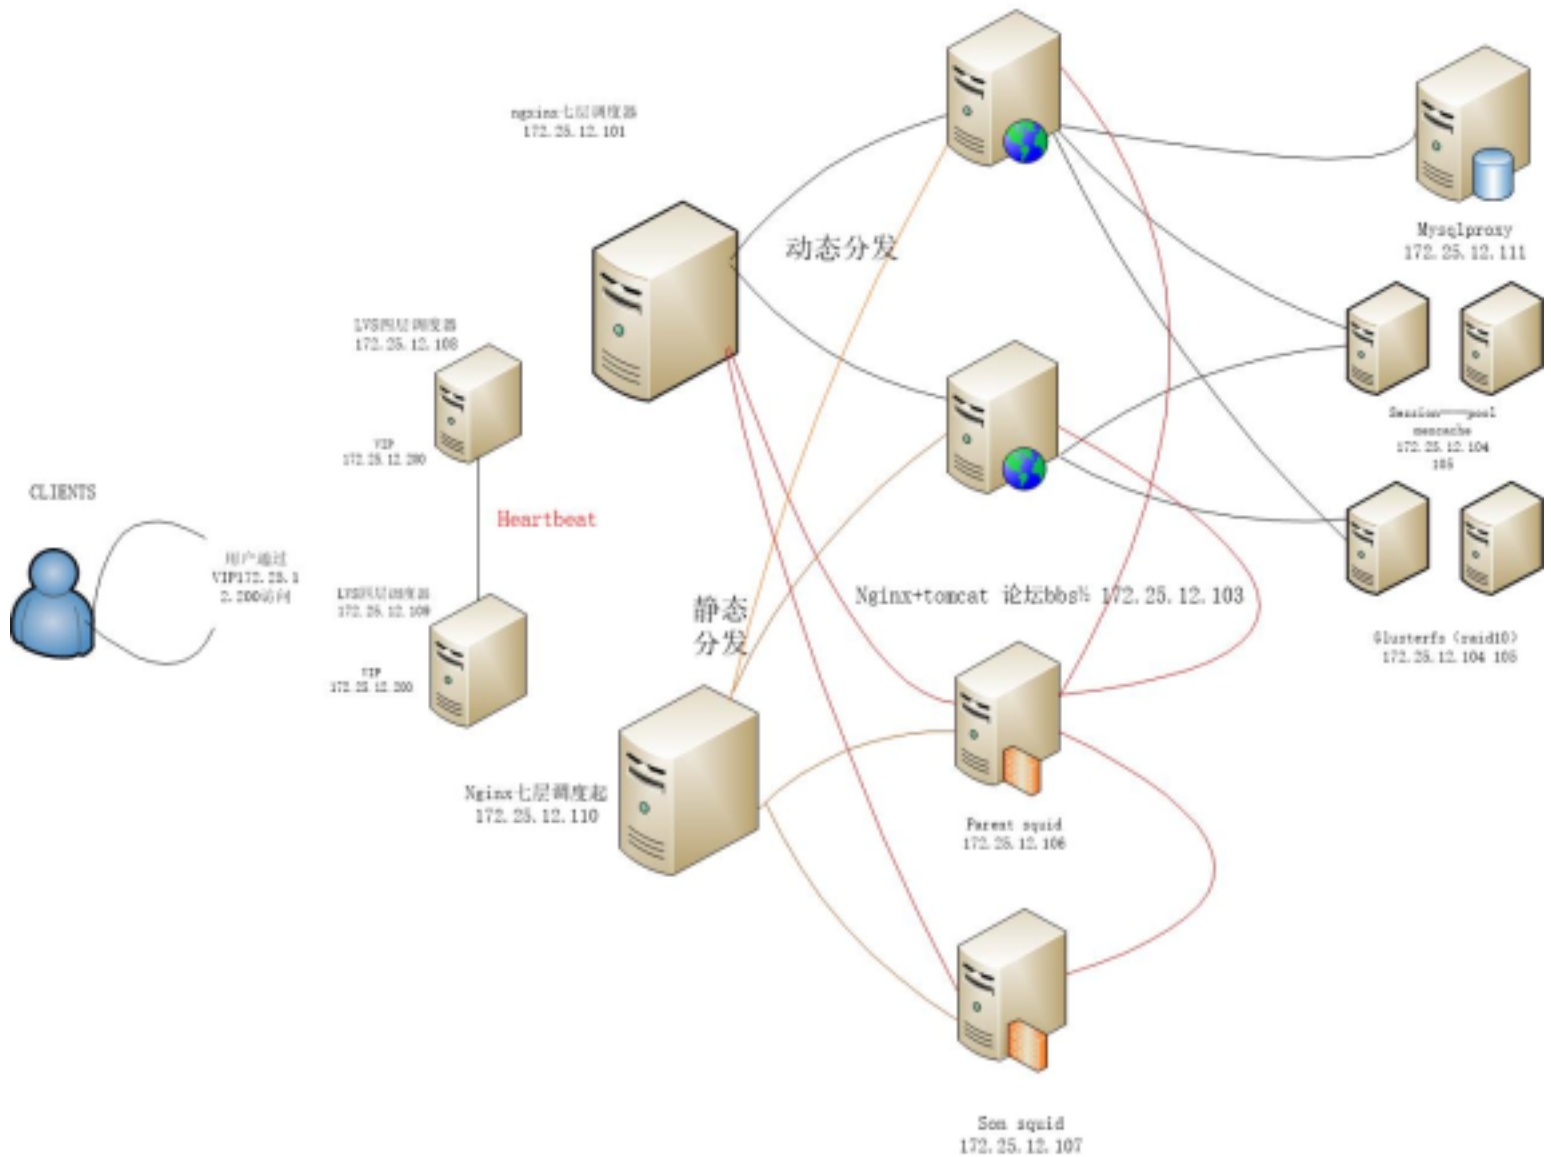 CLIENTS
用户通过
VIP172.25.1
2.200访问
LVS四层调度器
172.25.12.108
VIP
172.25.12.200
Heartbeat
LVS四层调度器
172.25.12.109
VIP
172.25.12.200
ngxinx七层调度器
172.25.12.101
动态分发
静态
分发
Nginx七层调度起
172.25.12.110
Nginx+tomcat 论坛bbs½ 172.25.12.103
Parent squid
172.25.12.106
Son squid
172.25.12.107
Mysqlproxy
172.25.12.111
Session——pool
memcache
172.25.12.104
105
Glusterfs (raid10)
172.25.12.104 105